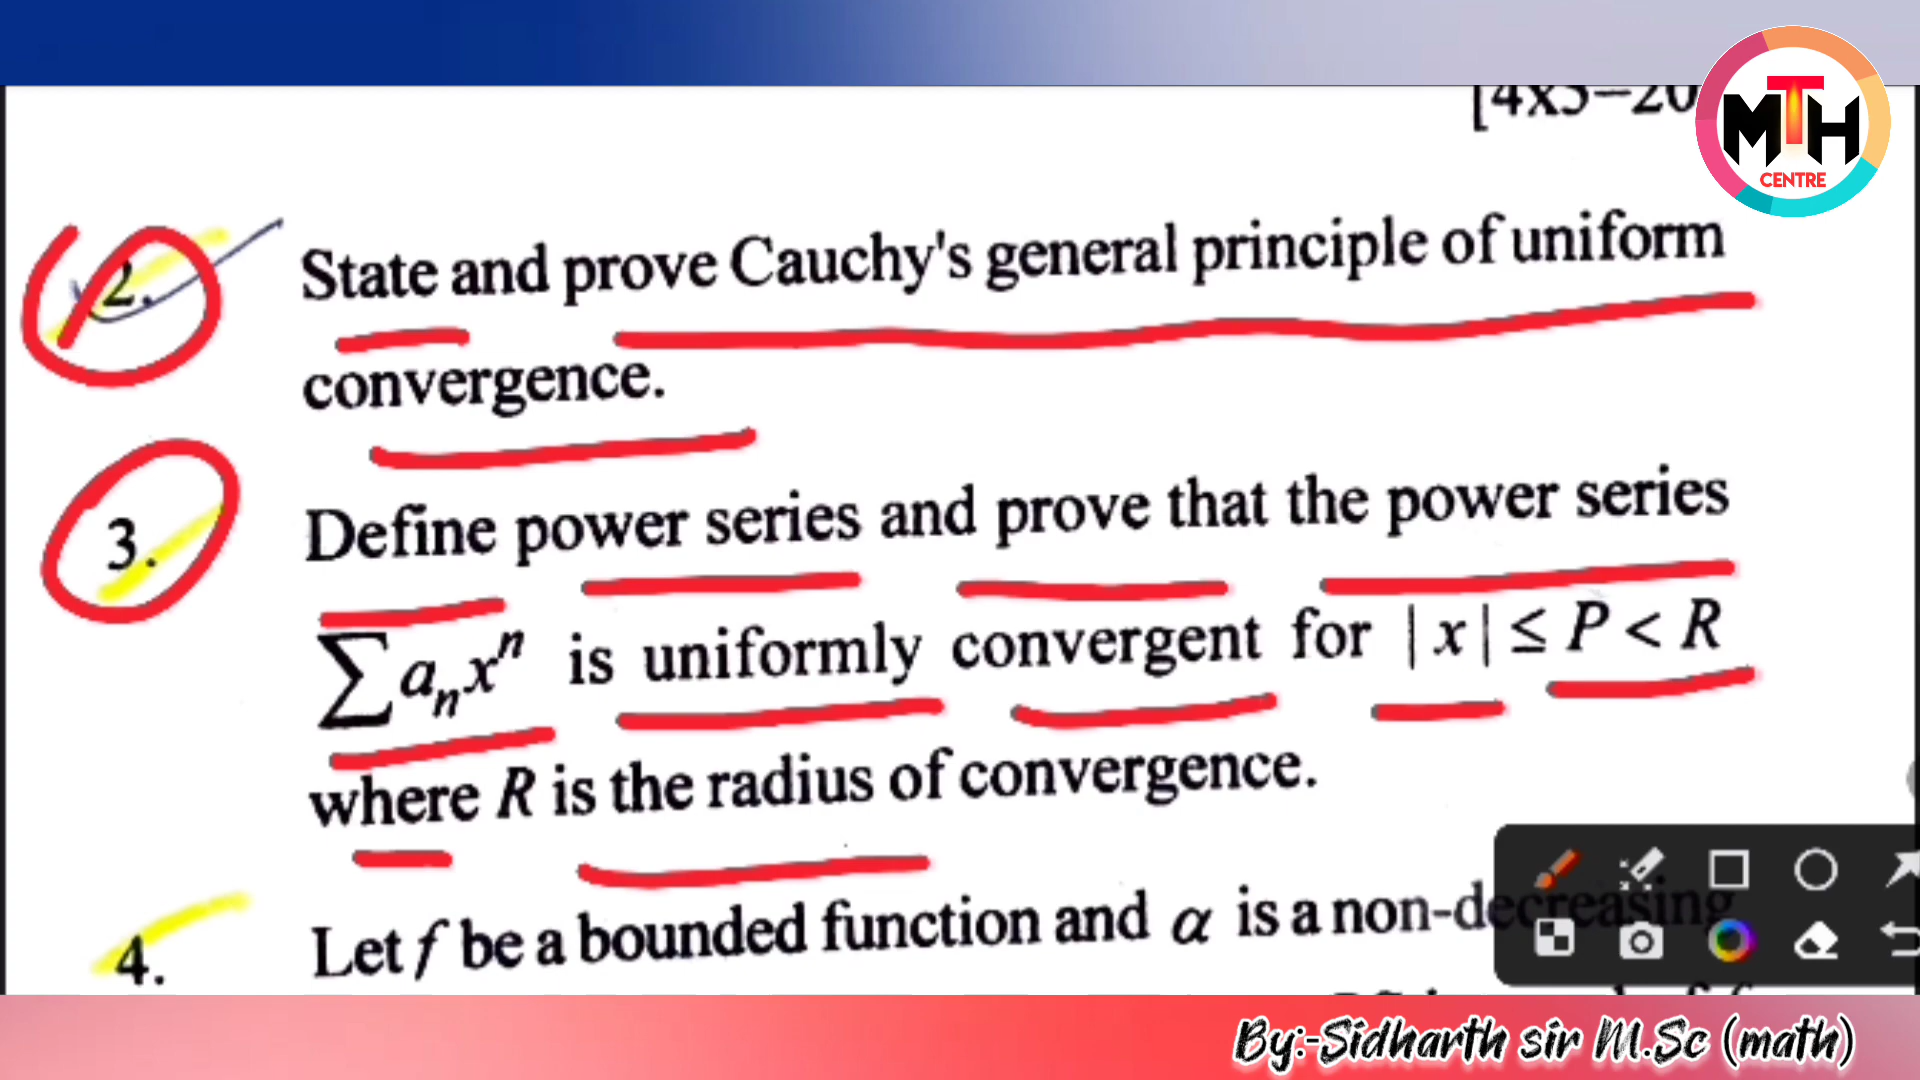 [4x5=20
MTH
CENTRE
2. State and prove Cauchy's general principle of uniform
convergence.
3. Define power series and prove that the power series
∑aₙxⁿ is uniformly convergent for |x| ≤ P < R
where R is the radius of convergence.
4. Let f be a bounded function and α is a non-decreasing
By:-Sidharth sir M.Sc (math)